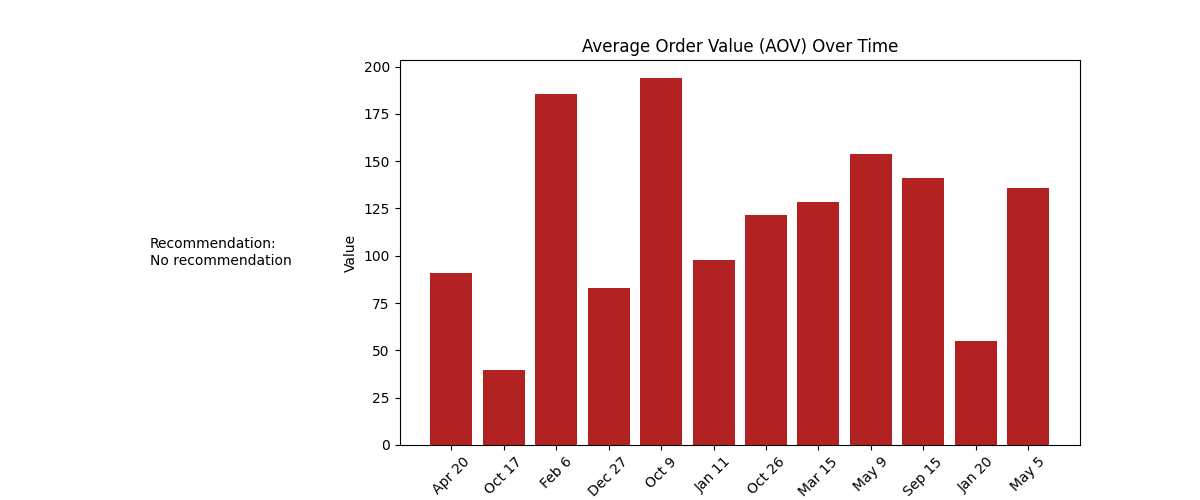 Average Order Value (AOV) Over Time
Recommendation:
No recommendation
Value
200
175
150
125
100
75
50
25
0
Apr 20
Oct 17
Feb 6
Dec 27
Oct 9
Jan 11
Oct 26
Mar 15
May 9
Sep 15
Jan 20
May 5